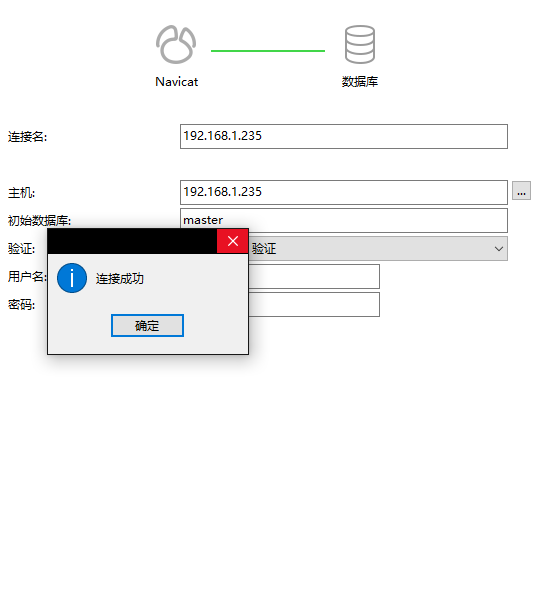 Navicat
数据库
连接名:
192.168.1.235
主机:
192.168.1.235
...
初始数据库:
master
验证:
验证
用户名:
密码:
连接成功
确定